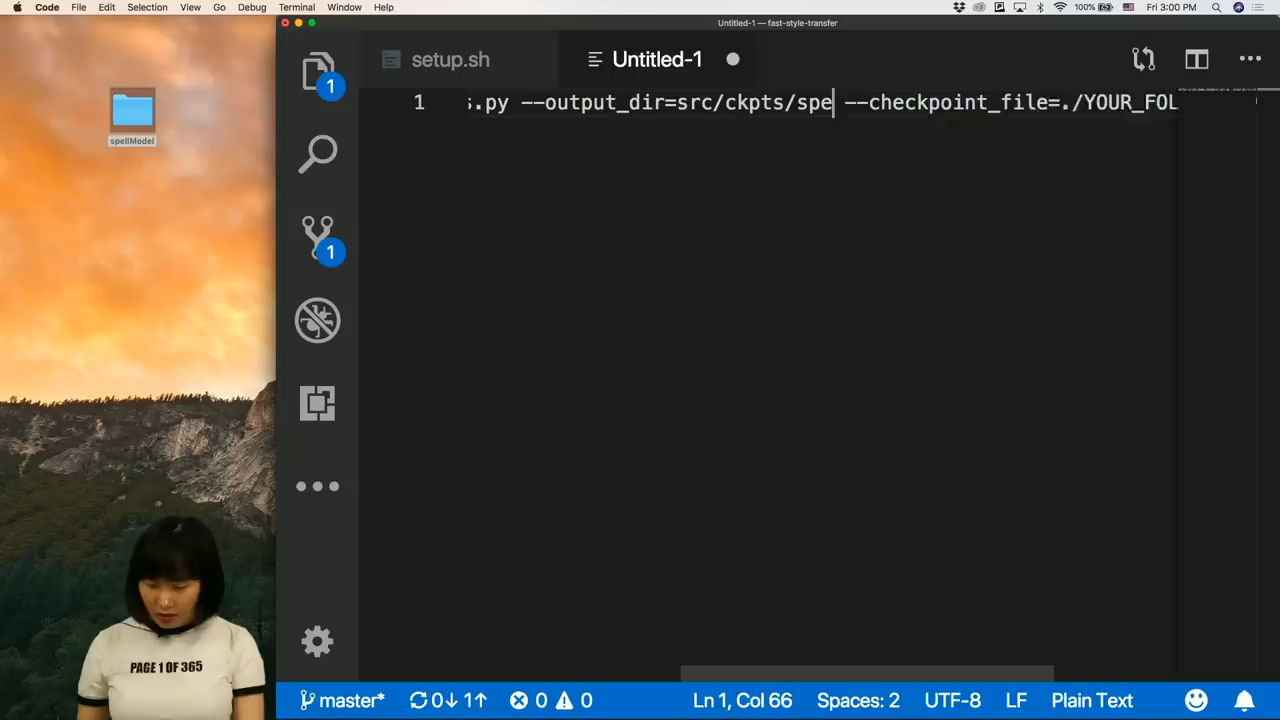 Code File Edit Selection View Go Debug Terminal Window Help
100% Fri 3:00 PM
Untitled-1 — fast-style-transfer
setup.sh Untitled-1
1
1 s.py --output_dir=src/ckpts/spe --checkpoint_file=./YOUR_FOL
spellModel
1
PAGE 1 OF 365
master* 0↓ 1↑ 0 0 Ln 1, Col 66 Spaces: 2 UTF-8 LF Plain Text